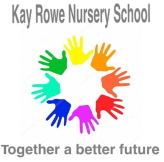 Kay Rowe Nursery School
Together a better future